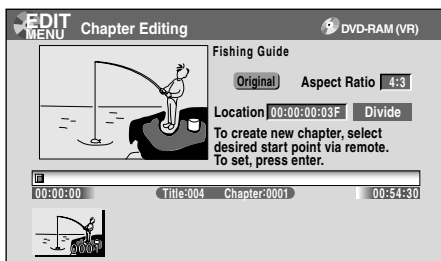 EDIT MENU Chapter Editing DVD-RAM (VR)
Fishing Guide
Original Aspect Ratio 4:3
Location 00:00:00:03F Divide
To create new chapter, select
desired start point via remote.
To set, press enter.
00:00:00 Title:004 Chapter:0001 00:54:30
0001